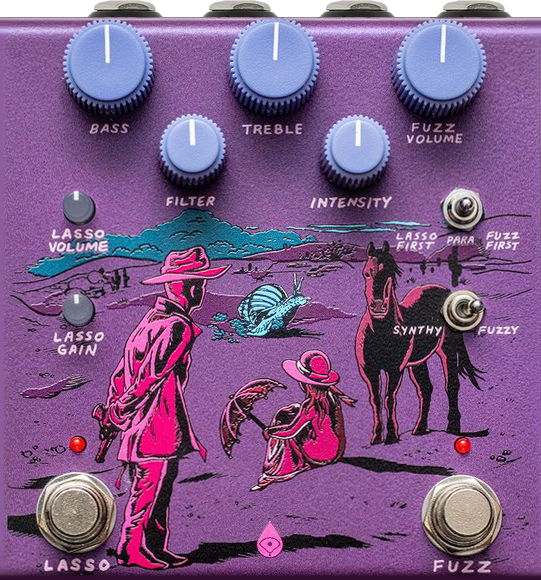 BASS
TREBLE
FUZZ
VOLUME
FILTER
INTENSITY
LASSO
VOLUME
LASSO
FIRST
PARA
FUZZ
FIRST
LASSO
GAIN
SYNTHY
FUZZY
LASSO
FUZZ